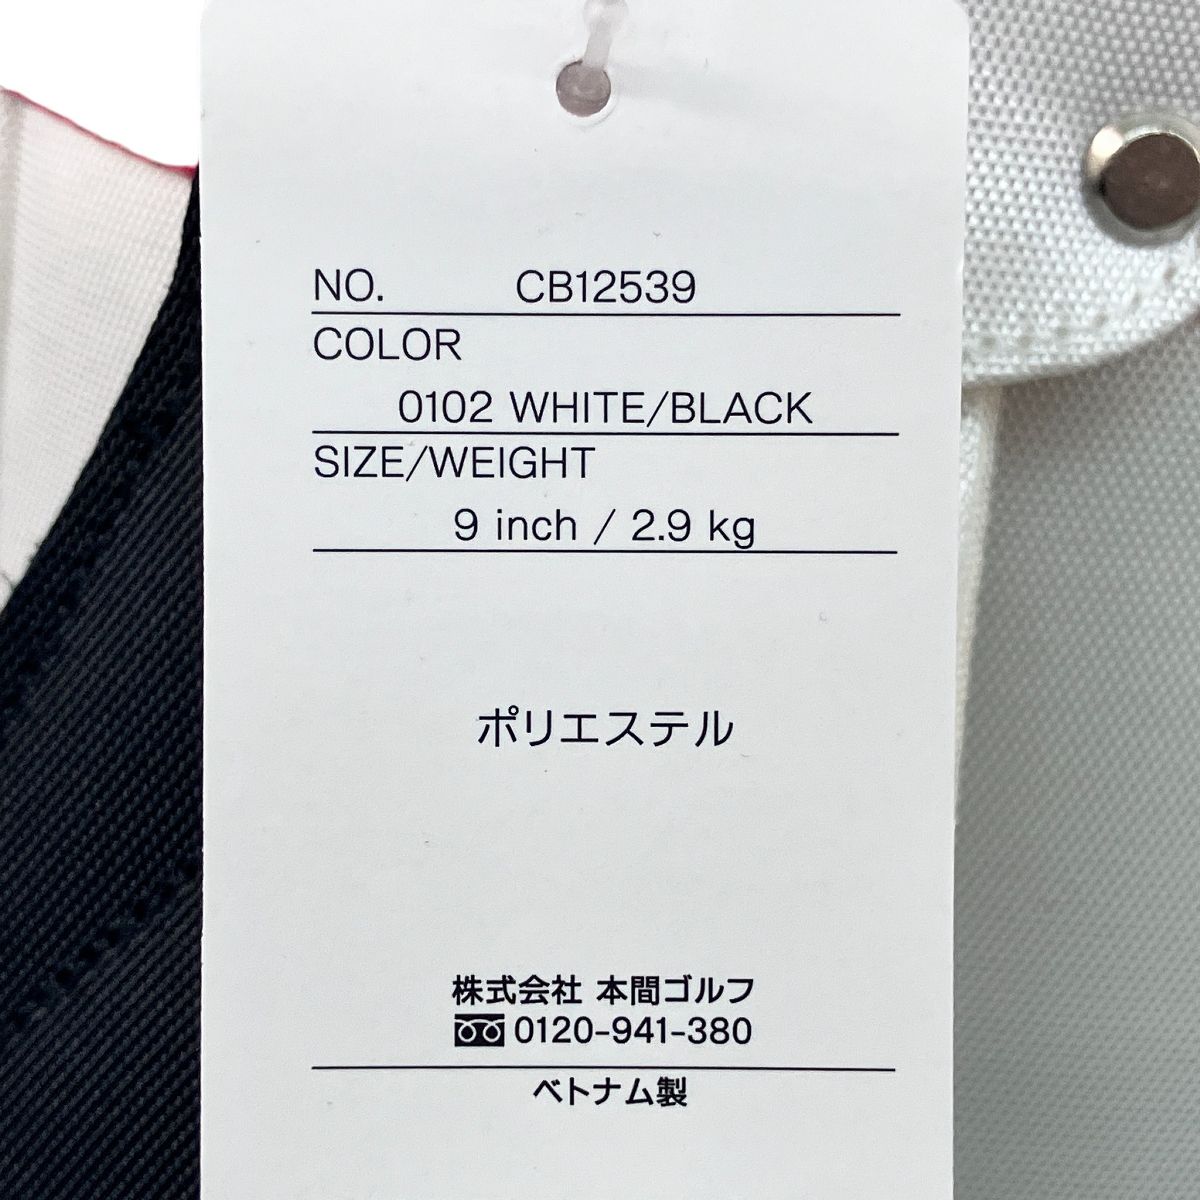 NO. CB12539
COLOR
0102 WHITE/BLACK
SIZE/WEIGHT
9 inch / 2.9 kg
ポリエステル
株式会社 本間ゴルフ
0120-941-380
ベトナム製